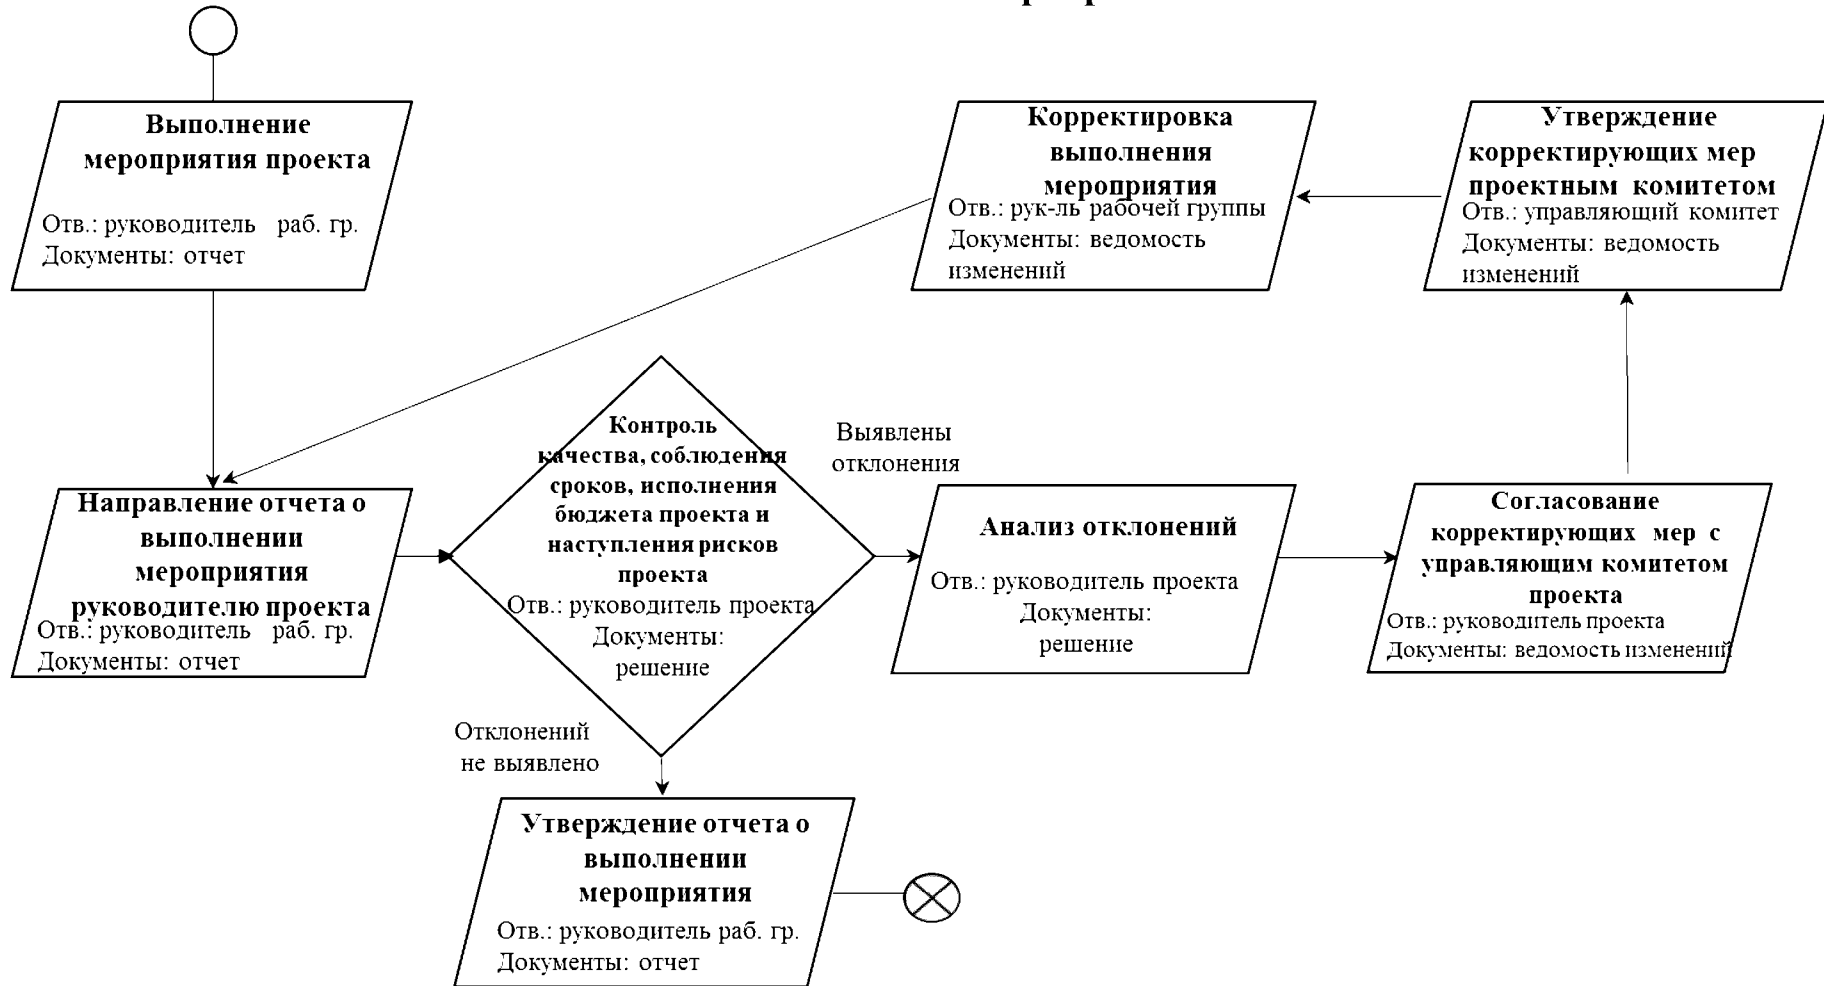 Выполнение
мероприятия проекта
Отв.: руководитель раб. гр.
Документы: отчет
Корректировка
выполнения
мероприятия
Отв.: рук-ль рабочей группы
Документы: ведомость
изменений
Утверждение
корректирующих мер
проектным комитетом
Отв.: управляющий комитет
Документы: ведомость
изменений
Направление отчета о
выполнении
мероприятия
руководителю проекта
Отв.: руководитель раб. гр.
Документы: отчет
Контроль
качества, соблюдения
сроков, исполнения
бюджета проекта и
наступления рисков
проекта
Отв.: руководитель проекта
Документы:
решение
Выявлены
отклонения
Анализ отклонений
Отв.: руководитель проекта
Документы:
решение
Согласование
корректирующих мер с
управляющим комитетом
проекта
Отв.: руководитель проекта
Документы: ведомость изменений
Отклонений
не выявлено
Утверждение отчета о
выполнении
мероприятия
Отв.: руководитель раб. гр.
Документы: отчет